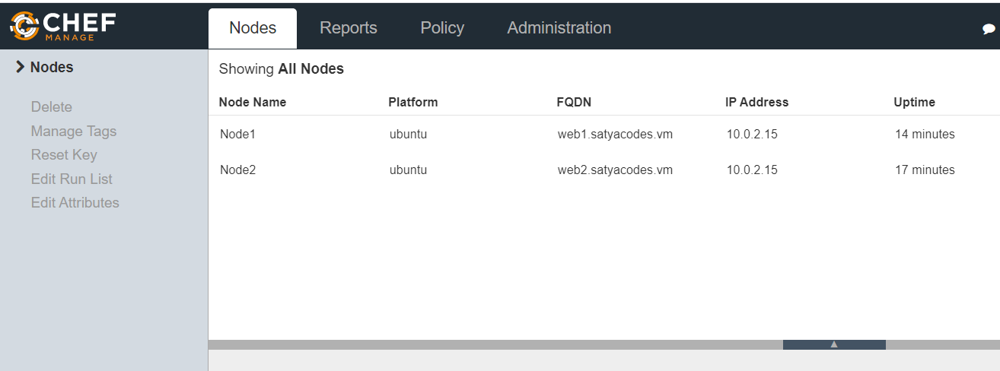 CHEF
MANAGE
Nodes Reports Policy Administration
Nodes
Delete
Manage Tags
Reset Key
Edit Run List
Edit Attributes
Showing All Nodes
Node Name Platform FQDN IP Address Uptime
Node1 ubuntu web1.satyacodes.vm 10.0.2.15 14 minutes
Node2 ubuntu web2.satyacodes.vm 10.0.2.15 17 minutes